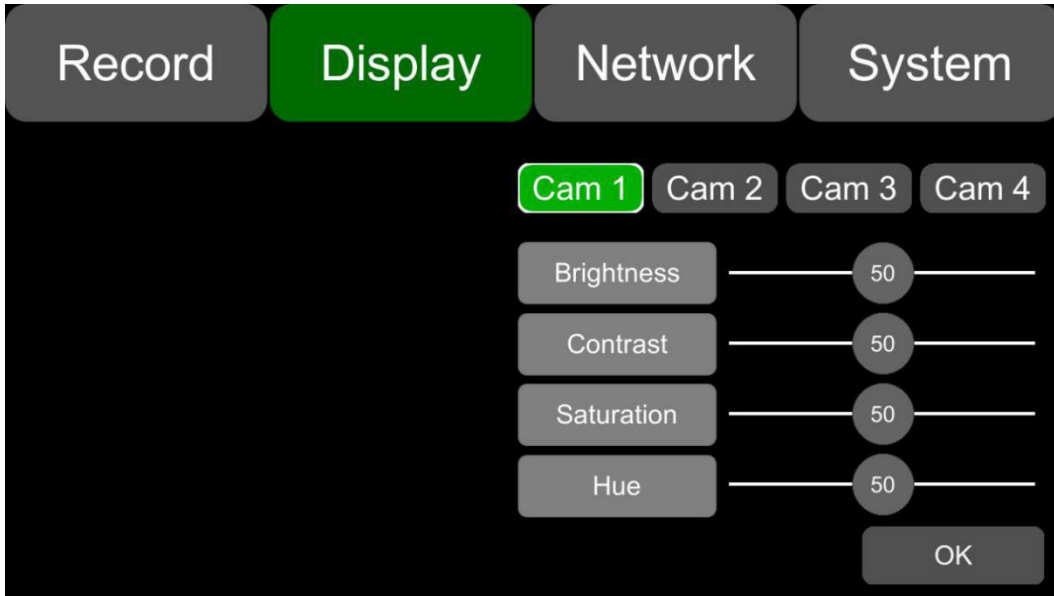 Record Display Network System
Cam 1 Cam 2 Cam 3 Cam 4
Brightness 50
Contrast 50
Saturation 50
Hue 50
OK